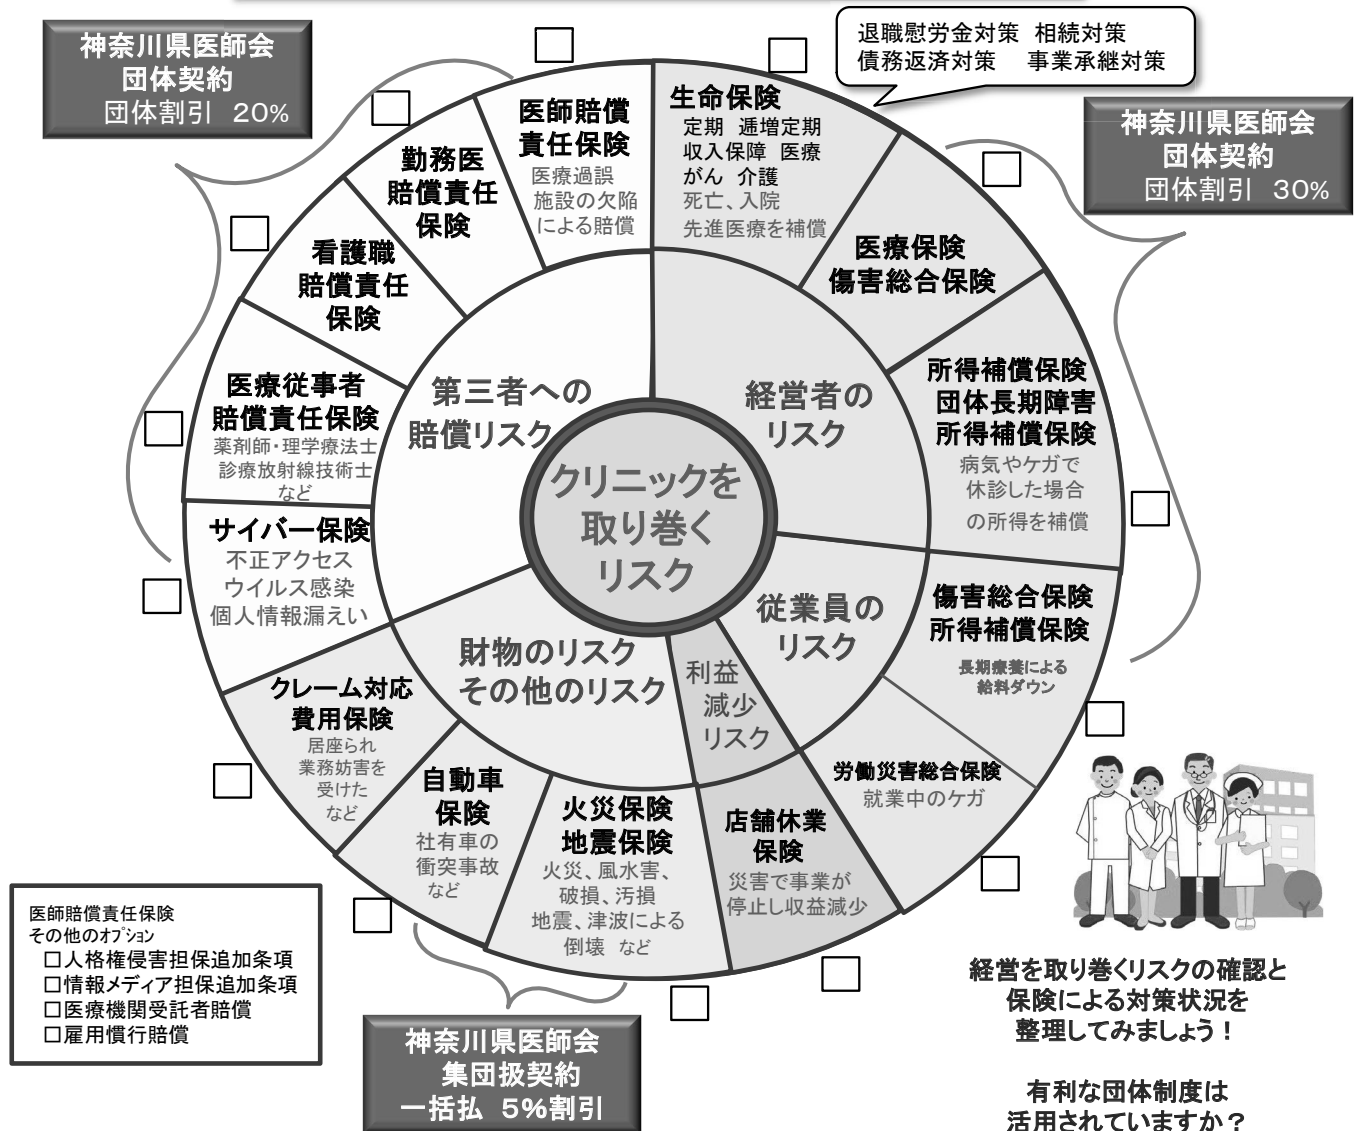 神奈川県医師会
団体契約
団体割引 20%
退職慰労金対策 相続対策
債務返済対策 事業承継対策
神奈川県医師会
団体契約
団体割引 30%
医師賠償
責任保険
医療過誤
施設の欠陥
による賠償
生命保険
定期 逓増定期
収入保障 医療
がん 介護
死亡、入院
先進医療を補償
勤務医
賠償責任
保険
医療保険
傷害総合保険
看護職
賠償責任
保険
所得補償保険
団体長期障害
所得補償保険
病気やケガで
休診した場合
の所得を補償
医療従事者
賠償責任保険
薬剤師・理学療法士
診療放射線技術士
など
第三者への
賠償リスク
経営者の
リスク
クリニックを
取り巻く
リスク
サイバー保険
不正アクセス
ウイルス感染
個人情報漏えい
従業員の
リスク
傷害総合保険
所得補償保険
長期療養による
給料ダウン
財物のリスク
その他のリスク
利益
減少
リスク
クレーム対応
費用保険
居座られ
業務妨害を
受けた
など
自動車
保険
社有車の
衝突事故
など
火災保険
地震保険
火災、風水害、
破損、汚損
地震、津波による
倒壊 など
店舗休業
保険
災害で事業が
停止し収益減少
労働災害総合保険
就業中のケガ
医師賠償責任保険
その他のオプション
□人格権侵害担保追加条項
□情報メディア担保追加条項
□医療機関受託者賠償
□雇用慣行賠償
神奈川県医師会
集団扱契約
一括払 5%割引
経営を取り巻くリスクの確認と
保険による対策状況を
整理してみましょう！
有利な団体制度は
活用されていますか？